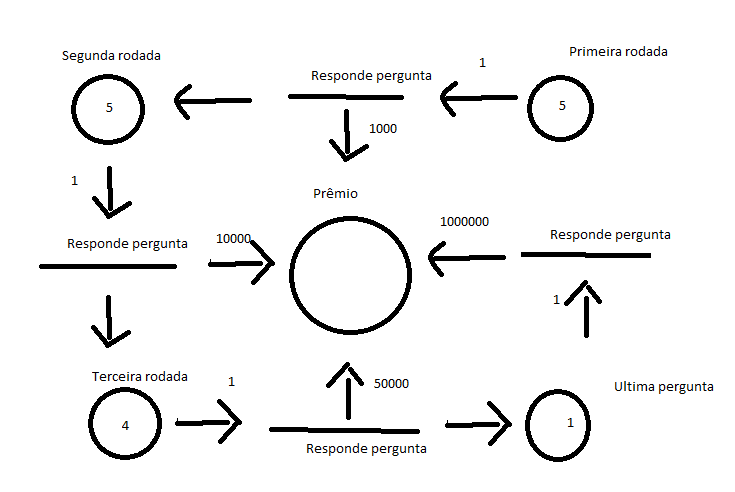 Segunda rodada
Responde pergunta
1
Primeira rodada
5
5
1000
1
Prêmio
Responde pergunta
10000
1000000
Responde pergunta
1
Terceira rodada
1
50000
Ultima pergunta
4
1
Responde pergunta